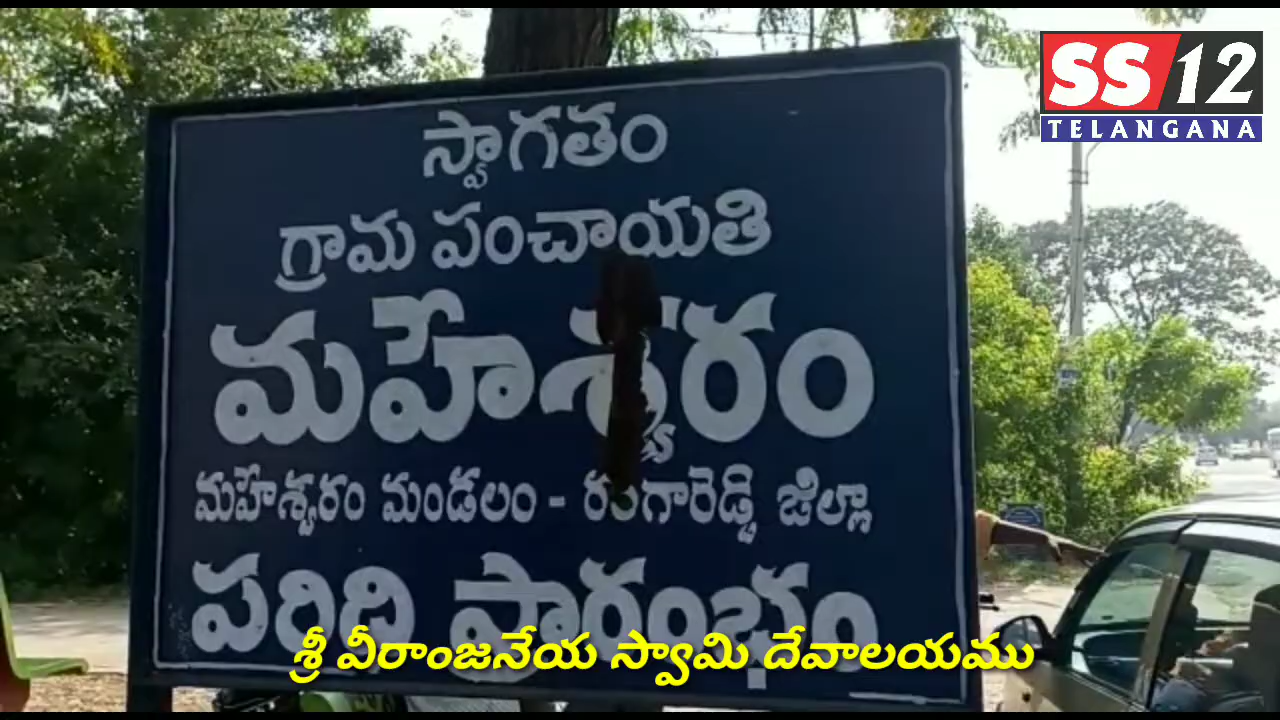 SS 12
TELANGANA
స్వాగతం
గ్రామ పంచాయతి
మహేశ్వరం
మహేశ్వరం మండలం - రంగారెడ్డి జిల్లా
పరిధి ప్రారంభం
శ్రీ వీరాంజనేయ స్వామి దేవాలయము